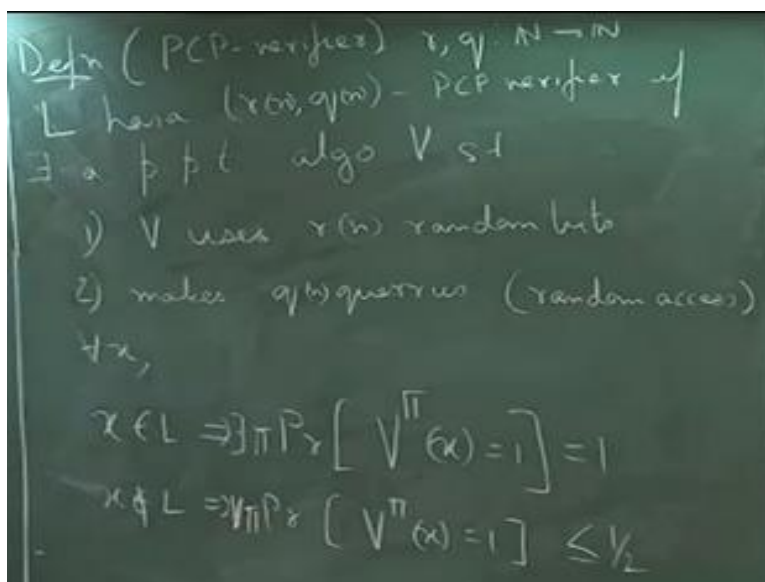 Defn ( PCP-verifier) r, q: N→N
L has a (r(n), q(n)) - PCP verifier if
∃ a p p t algo V st
1) V uses r(n) random bits
2) makes q(n) querries (random access)
∀x,
x∈L ⇒ ∃π Pr [ V^π (x) = 1 ] = 1
x∉L ⇒ ∀π Pr [ V^π (x) = 1 ] ≤ 1/2